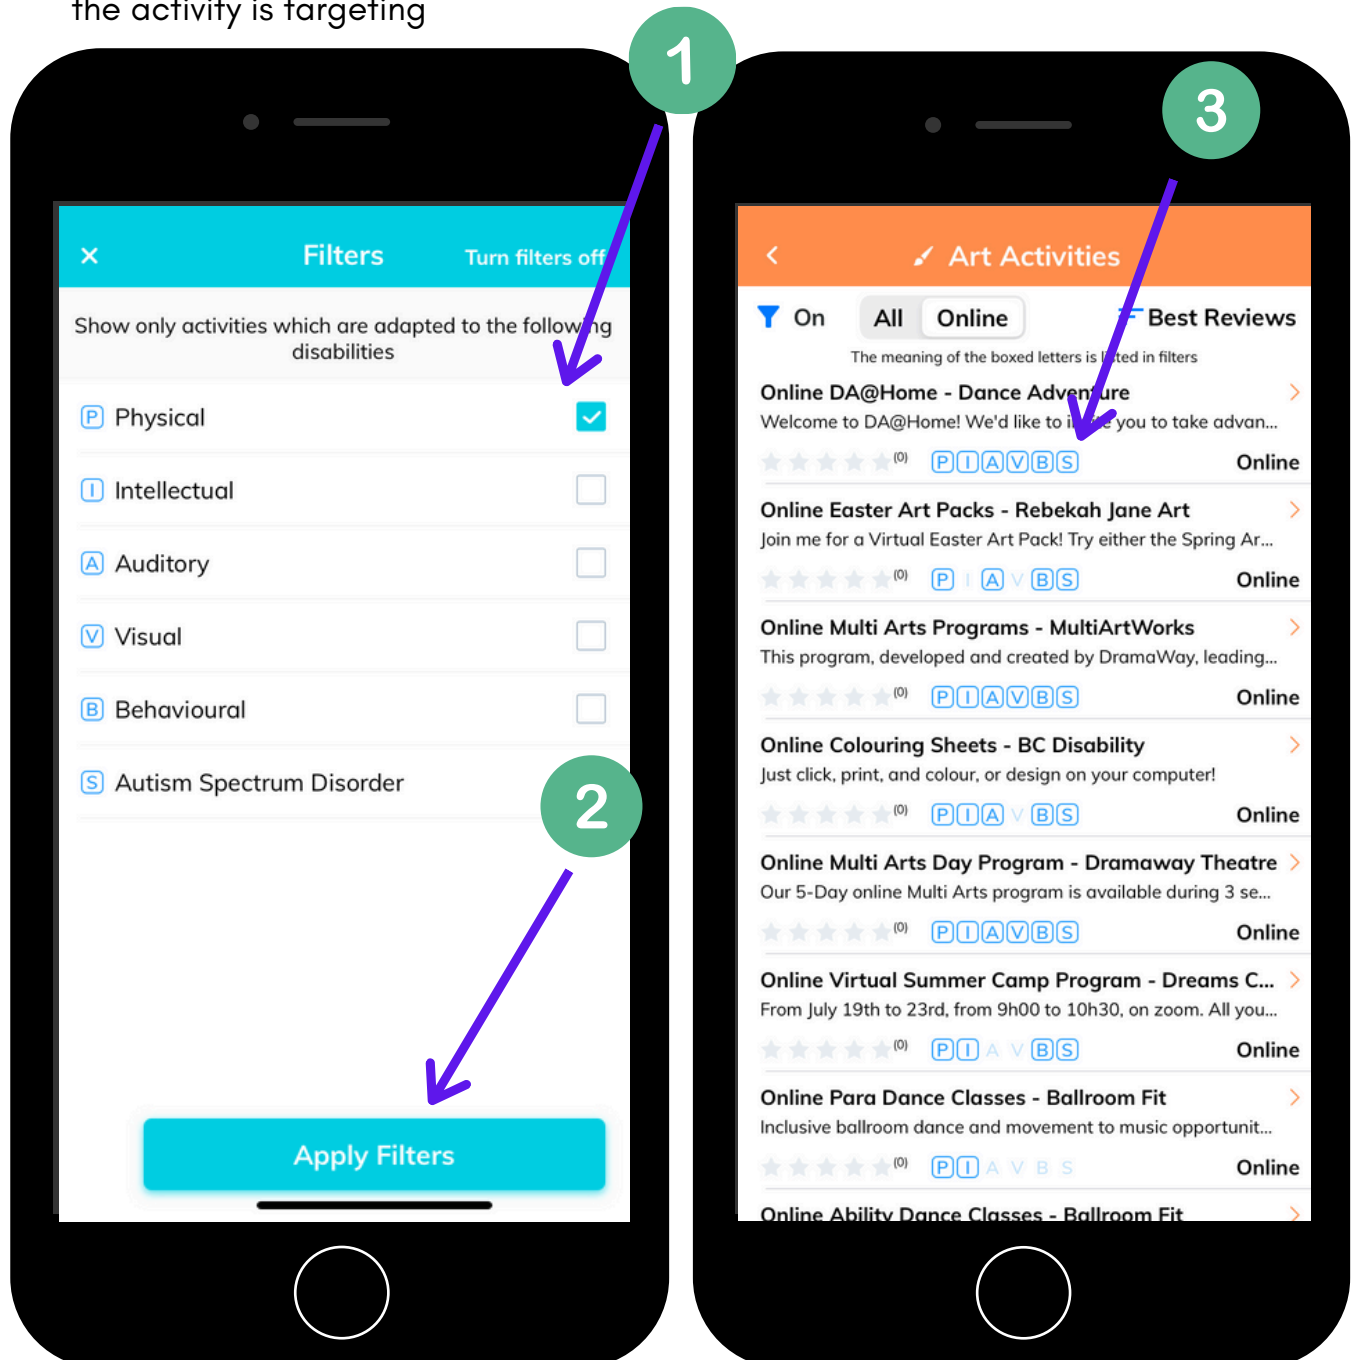 the activity is targeting
1
Filters
Turn filters off
Show only activities which are adapted to the following
disabilities
P Physical
I Intellectual
A Auditory
V Visual
B Behavioural
S Autism Spectrum Disorder
2
Apply Filters
3
Art Activities
On
All
Online
Best Reviews
The meaning of the boxed letters is listed in filters
Online DA@Home - Dance Adventure
Welcome to DA@Home! We'd like to invite you to take advan...
(0) P I A V B S Online
Online Easter Art Packs - Rebekah Jane Art
Join me for a Virtual Easter Art Pack! Try either the Spring Ar...
(0) P I A V B S Online
Online Multi Arts Programs - MultiArtWorks
This program, developed and created by DramaWay, leading...
(0) P I A V B S Online
Online Colouring Sheets - BC Disability
Just click, print, and colour, or design on your computer!
(0) P I A V B S Online
Online Multi Arts Day Program - Dramaway Theatre
Our 5-Day online Multi Arts program is available during 3 se...
(0) P I A V B S Online
Online Virtual Summer Camp Program - Dreams C...
From July 19th to 23rd, from 9h00 to 10h30, on zoom. All you...
(0) P I A V B S Online
Online Para Dance Classes - Ballroom Fit
Inclusive ballroom dance and movement to music opportunit...
(0) P I A V B S Online
Online Ability Dance Classes - Ballroom Fit